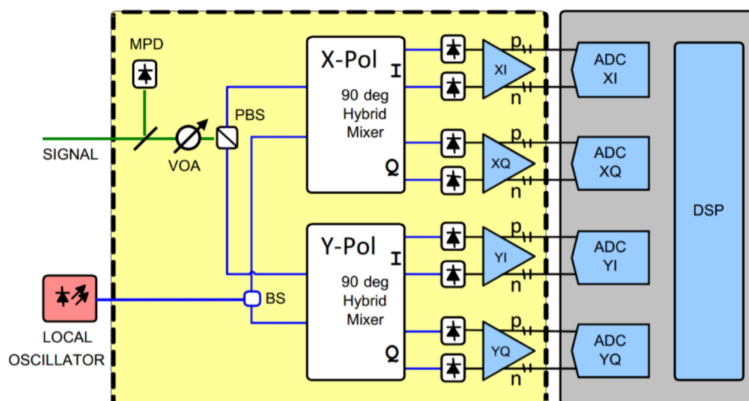 MPD
SIGNAL
VOA
PBS
X-Pol
I
90 deg
Hybrid
Mixer
Q
p
XI
n
ADC
XI
p
XQ
n
ADC
XQ
DSP
LOCAL
OSCILLATOR
BS
Y-Pol
I
90 deg
Hybrid
Mixer
Q
p
YI
n
ADC
YI
p
YQ
n
ADC
YQ